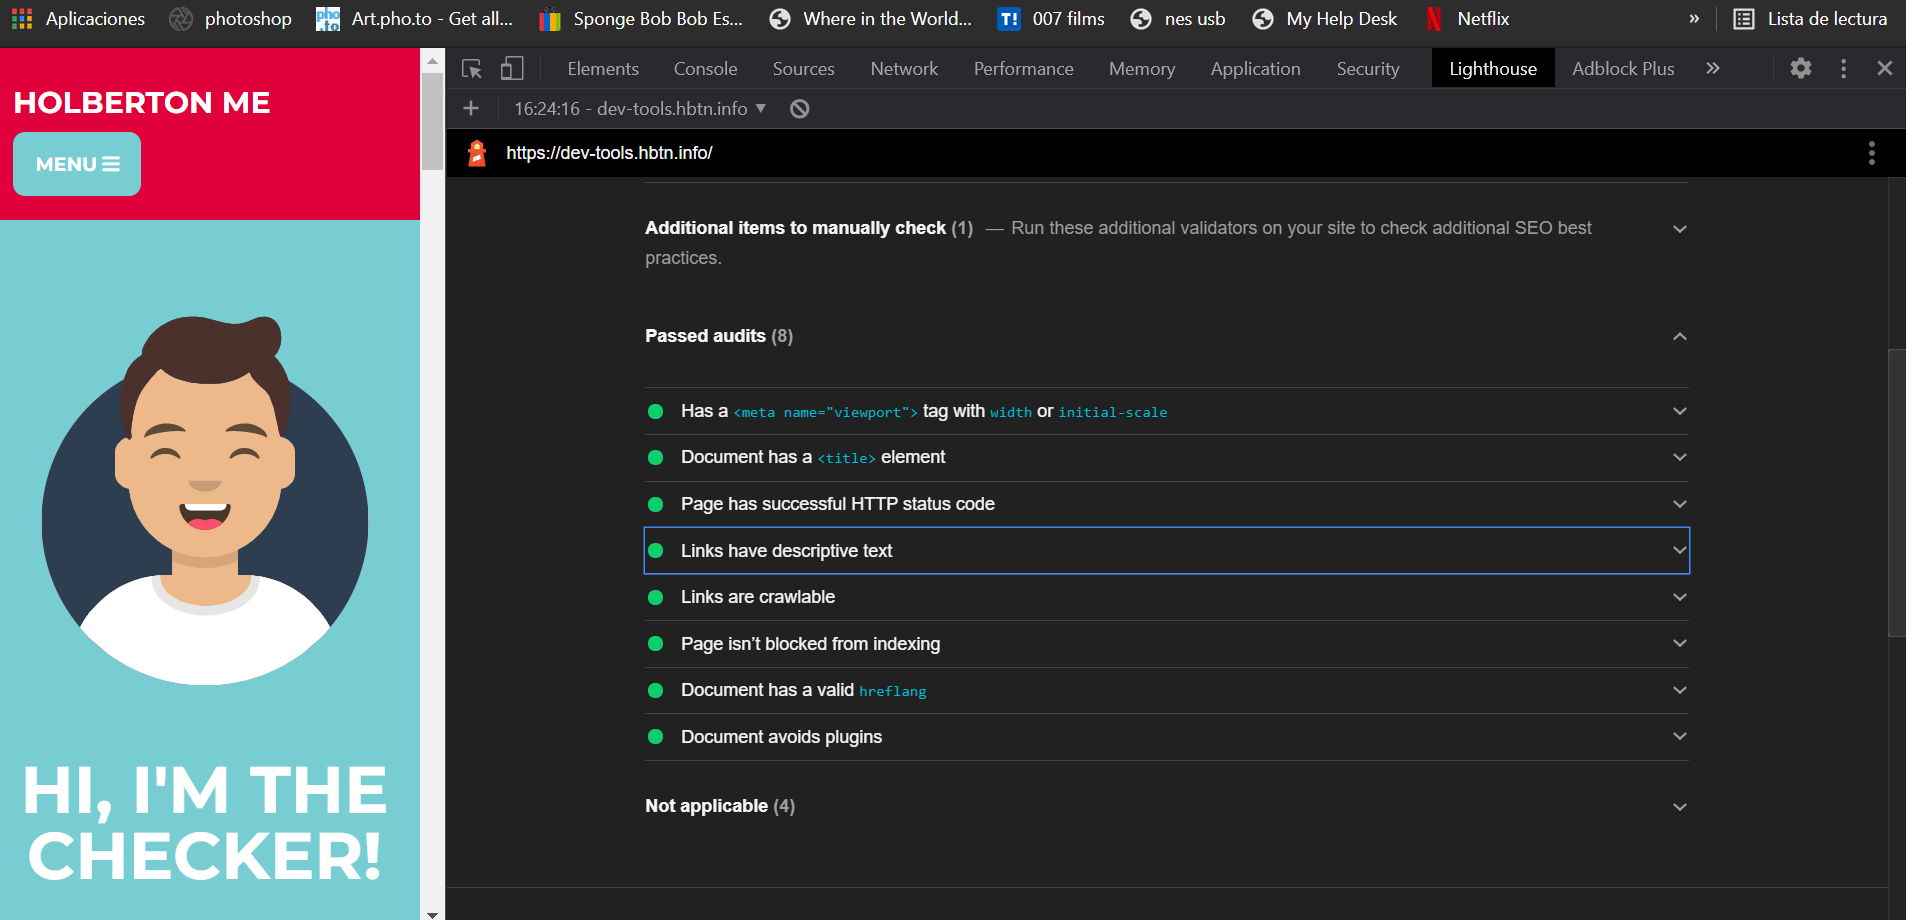 Aplicaciones photoshop Art.pho.to - Get all... Sponge Bob Bob Es... Where in the World... T! 007 films nes usb My Help Desk Netflix » Lista de lectura
HOLBERTON ME
MENU
HI, I'M THE
CHECKER!
Elements Console Sources Network Performance Memory Application Security Lighthouse Adblock Plus »
16:24:16 - dev-tools.hbtn.info
https://dev-tools.hbtn.info/
Additional items to manually check (1) — Run these additional validators on your site to check additional SEO best
practices.
Passed audits (8)
Has a <meta name="viewport"> tag with width or initial-scale
Document has a <title> element
Page has successful HTTP status code
Links have descriptive text
Links are crawlable
Page isn’t blocked from indexing
Document has a valid hreflang
Document avoids plugins
Not applicable (4)